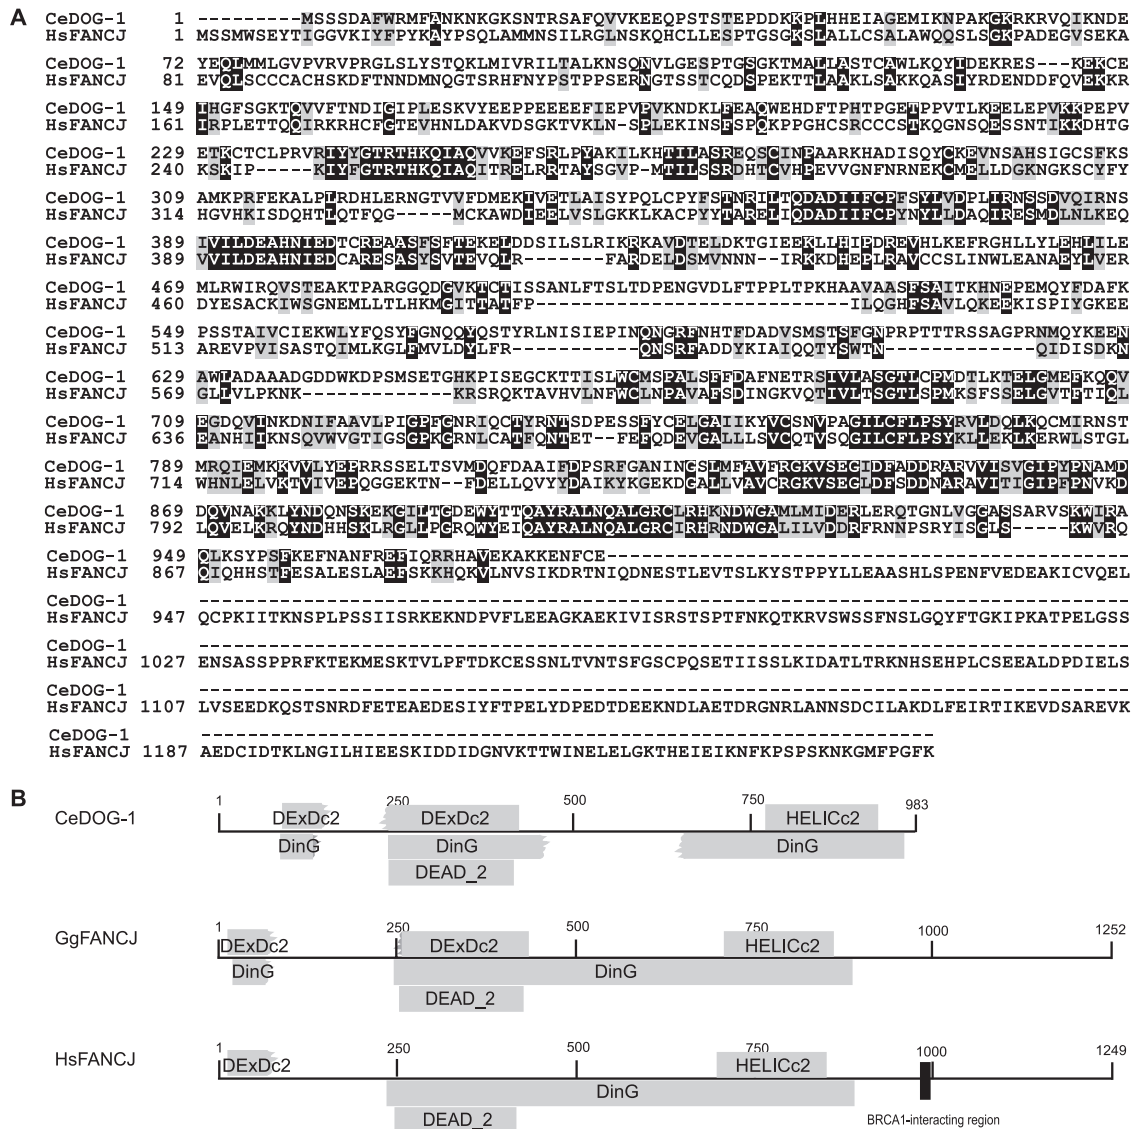 A
CeDOG-1 1 ----------MSSSDAFWRMFANKNKGKSNTRSAFQVVKEEQPSTSTEPDDKKPLHHEIAGEMIKNPAKGKRKRVQIKNDE
HsFANCJ 1 MSSMWSEYTIGGVKIYFPYKAYPSQLAMMNSILRGLNSKQHCLLESPTGSGKSLALLCSALAWQQSLSGKPADEGVSEKA
CeDOG-1 72 YEQLMMLGVPVRVPRGLSLYSTQKLMIVRILTALKNSQNVLGESPTGSGKTMALLASTCAWLKQYIDEKRES---KEKCE
HsFANCJ 81 EVQLSCCCACHSKDFTNNDMNQGTSRHFNYPSTPPSERNGTSSTCQDSPEKTTLAAKLSAKKQASIYRDENDDFQVEKKR
CeDOG-1 149 IHGFSGKTQVVFTNDIGIPLESKVYEEPPEEEEFIEPVPVKNDKLFEAQWEHDFTPHTPGETPPVTLKEELEPVKKPEPV
HsFANCJ 161 IRPLETTQQIRKRHCFGTEVHNLDAKVDSGKTVKLN-SPLEKINSFSPQKPPGHCSRCCCSTKQGNSQESSNTIKKDHTG
CeDOG-1 229 ETKCTCLPRVRIYYGTRTHKQIAQVVKEFSRLPYAKILKHTILASREQSCINPAARKHADISQYCKEVNSAHSIGCSFKS
HsFANCJ 240 KSKIP-----KIYFGTRTHKQIAQITRELRRTAYSGVP-MTILSSRDHTCVHPEVVGNFNRNEKCMELLDGKNGKSCYFY
CeDOG-1 309 AMKPRFEKALPLRDHLERNGTVVFDMEKIVETLAISYPQLCPYFSTNRILTQDADIIFCPFSYLVDPLIRNSSDVQIRNS
HsFANCJ 314 HGVHKISDQHTLQTFQG-----MCKAWDIEELVSLGKKLKACPYYTARELIQDADIIFCPYNYLLDAQIRESMDLNLKEQ
CeDOG-1 389 IVILDEAHNIEDTCREAASFSFTEKELDDSILSLRIKRKAVDTELDKTGIEEKLLHIPDREVHLKEFRGHLLYLEHLILE
HsFANCJ 389 VVILDEAHNIEDCARESASYSVTEVQLR--------FARDELDSMVNNN---IRKKDHEPLRAVCCSLINWLEANAEYLVER
CeDOG-1 469 MLRWIRQVSTEAKTPARGGQDGVKTCTISSANLFTSLTDPENGVDLFTPPLTPKHAAVAASFSAITKHNEPEMQYFDAFK
HsFANCJ 460 DYESACKIWSGNEMLLTLHKMGITTATFP-----------------------------ILQGHFSAVLQKEEKISPIYGKEE
CeDOG-1 549 PSSTAIVCIEKWLYFQSYFGNQQYQSTYRLNISIEPINQNGRFNHTFDADVSMSTSFGNPRPTTTRSSAGPRNMQYKEEN
HsFANCJ 513 AREVPVISASTQIMLKGLFMVLDYLFR------------QNSRFADDYKIAIQQTYSWTN--------------QIDISDKN
CeDOG-1 629 AWLADAAADGDDWKDPSMSETGHKPISEGCKTTISLWCMSPALSFFDAFNETRSIVLASGTLCPMDTLKTELGMEFKQQV
HsFANCJ 569 GLLVLPKNK-------------KRSRQKTAVHVLNFWCLNPAVAFSDINGKVQTIVLTSGTLSPMKSFSSELGVTFTIQL
CeDOG-1 709 EGDQVINKDNIFAAVLPIGPFGNRIQCTYRNTSDPESSFYCELGAIIKYVCSNVPAGILCFLPSYRVLDQLKQCMIRNST
HsFANCJ 636 EANHIIKNSQVWVGTIGSGPKGRNLCATFQNTET--FEFQDEVGALLLSVCQTVSQGILCFLPSYKLLEKLKERWLSTGL
CeDOG-1 789 MRQIEMKKVVLYEPRRSSELTSVMDQFDAAIFDPSRFGANINGSLMFAVFRGKVSEGIDFADDRARVVISVGIPYPNAMD
HsFANCJ 714 WHNLELVKTVIVEPQGGEKTN--FDELLQVYYDAIKYKGEKDGALLVAVCRGKVSEGLDFSDDNARAVITIGIPFPNVKD
CeDOG-1 869 DQVNAKKLYNDQNSKEKGILTGDEWYTTQAYRALNQALGRCLRHKNDWGAMLMIDERLERQTGNLVGGASSARVSKWIRA
HsFANCJ 792 LQVELKRQYNDHHSKLRGLLPGRQWYEIQAYRALNQALGRCIRHRNDWGALILVDDRFRNNPSRYISGLS-----KWVRQ
CeDOG-1 949 QLKSYPSFKEFNANFREFIQRRHAVEKAKKENFCE---------------------------------------------
HsFANCJ 867 QIQHHSTFESALESLAEFSKKHQKVLNVSIKDRTNIQDNESTLEVTSLKYSTPPYLLEAASHLSPENFVEDEAKICVQEL
CeDOG-1 --------------------------------------------------------------------------------
HsFANCJ 947 QCPKIITKNSPLPSSIISRKEKNDPVFLEEAGKAEKIVISRSTSPTFNKQTKRVSWSSFNSLGQYFTGKIPKATPELGSS
CeDOG-1 --------------------------------------------------------------------------------
HsFANCJ 1027 ENSASSPPRFKTEKMESKTVLPFTDKCESSNLTVNTSFGSCPQSETIISSLKIDATLTRKNHSEHPLCSEEALDPDIELS
CeDOG-1 --------------------------------------------------------------------------------
HsFANCJ 1107 LVSEEDKQSTSNRDFETEAEDESIYFTPELYDPEDTDEEKNDLAETDRGNRLANNSDCILAKDLFEIRTIKEVDSAREVK
CeDOG-1 ---------------------------------------------------------------
HsFANCJ 1187 AEDCIDTKLNGILHIEESKIDDIDGNVKTTWINELELGKTHEIEIKNFKPSPSKNKGMFPGFK
B
1 250 500 750 983
CeDOG-1 DExDc2 DExDc2 HELICc2
DinG DinG DinG
DEAD_2
1 250 500 750 1000 1252
GgFANCJ DExDc2 DExDc2 HELICc2
DinG DinG
DEAD_2
1 250 500 750 1000 1249
HsFANCJ DExDc2 HELICc2
DinG
DEAD_2
BRCA1-interacting region